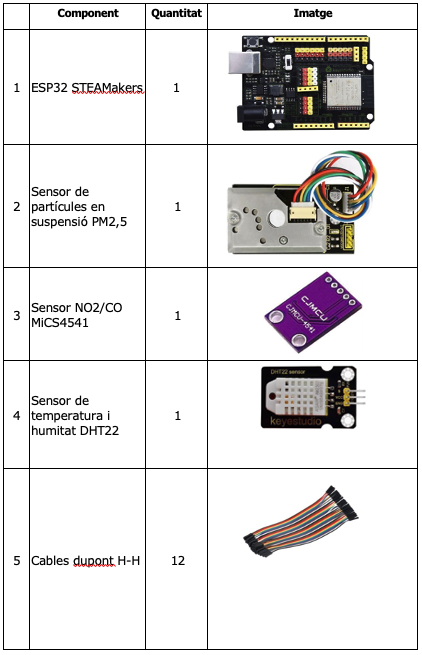 Component Quantitat Imatge
1 ESP32 STEAMakers 1
Sensor de
2 partícules en 1
suspensió PM2,5
3 Sensor NO2/CO 1
MiCS4541
CJMCU
CJMCU-4541
Sensor de
4 temperatura i 1
humitat DHT22
DHT22 sensor
keyestudio
5 Cables dupont H-H 12